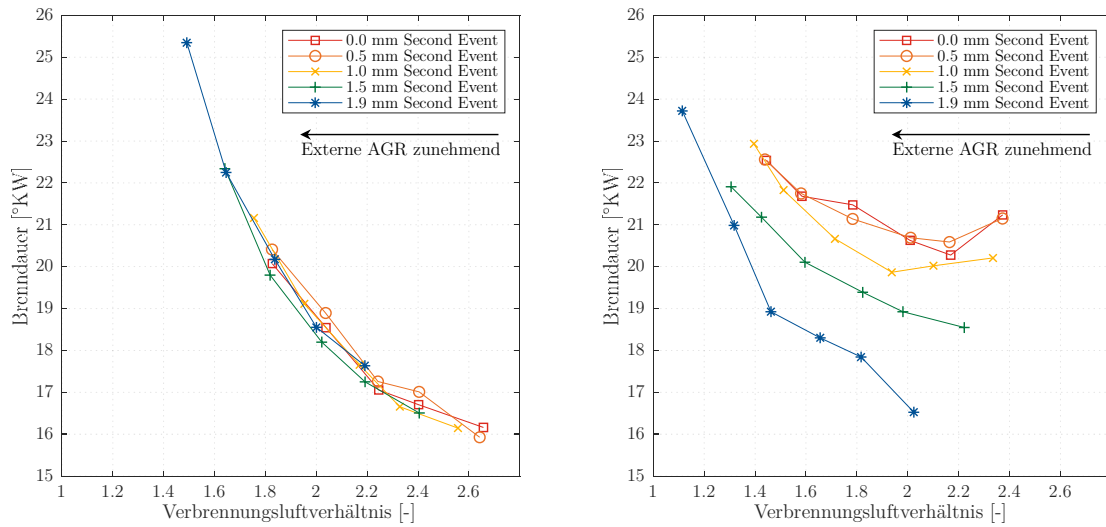 26
25
24
23
22
21
20
19
18
17
16
15
1
1.2
1.4
1.6
1.8
2
2.2
2.4
2.6
Brenndauer [°KW]
Verbrennungsluftverhältnis [-]
0.0 mm Second Event
0.5 mm Second Event
1.0 mm Second Event
1.5 mm Second Event
1.9 mm Second Event
Externe AGR zunehmend
26
25
24
23
22
21
20
19
18
17
16
15
1
1.2
1.4
1.6
1.8
2
2.2
2.4
2.6
Brenndauer [°KW]
Verbrennungsluftverhältnis [-]
0.0 mm Second Event
0.5 mm Second Event
1.0 mm Second Event
1.5 mm Second Event
1.9 mm Second Event
Externe AGR zunehmend